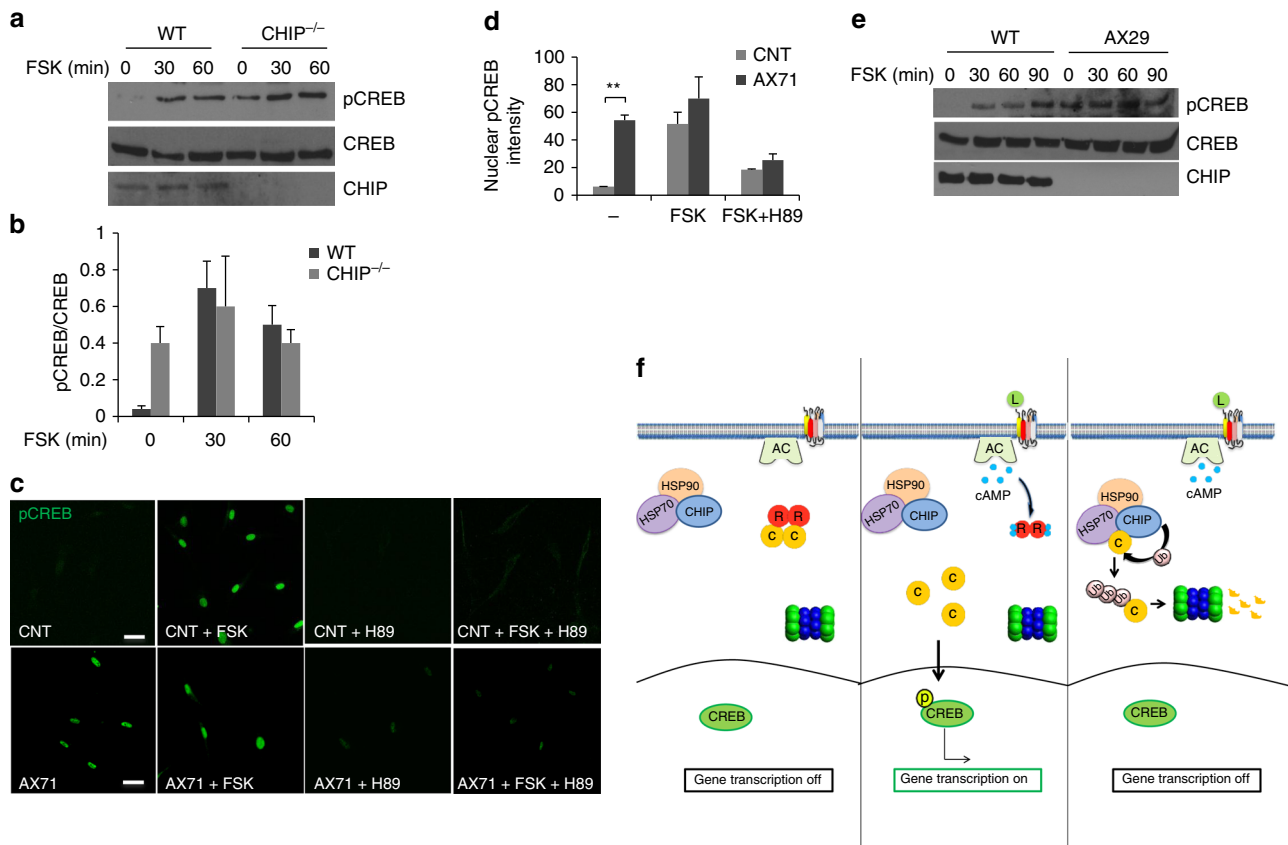 a
WT CHIP⁻/⁻
FSK (min) 0 30 60 0 30 60
pCREB
CREB
CHIP
b
pCREB/CREB
1
0.8
0.6
0.4
0.2
0
WT
CHIP⁻/⁻
FSK (min) 0 30 60
c
pCREB
CNT
CNT + FSK
CNT + H89
CNT + FSK + H89
AX71
AX71 + FSK
AX71 + H89
AX71 + FSK + H89
d
Nuclear pCREB
intensity
100
80
60
40
20
0
**
CNT
AX71
– FSK FSK+H89
e
WT AX29
FSK (min) 0 30 60 90 0 30 60 90
pCREB
CREB
CHIP
f
AC
HSP90
HSP70
CHIP
R R
C C
CREB
Gene transcription off
L
AC
cAMP
HSP90
HSP70
CHIP
R R
C
C
C
p
CREB
Gene transcription on
L
AC
cAMP
HSP90
HSP70
CHIP
C
Ub
Ub Ub Ub
C
CREB
Gene transcription off